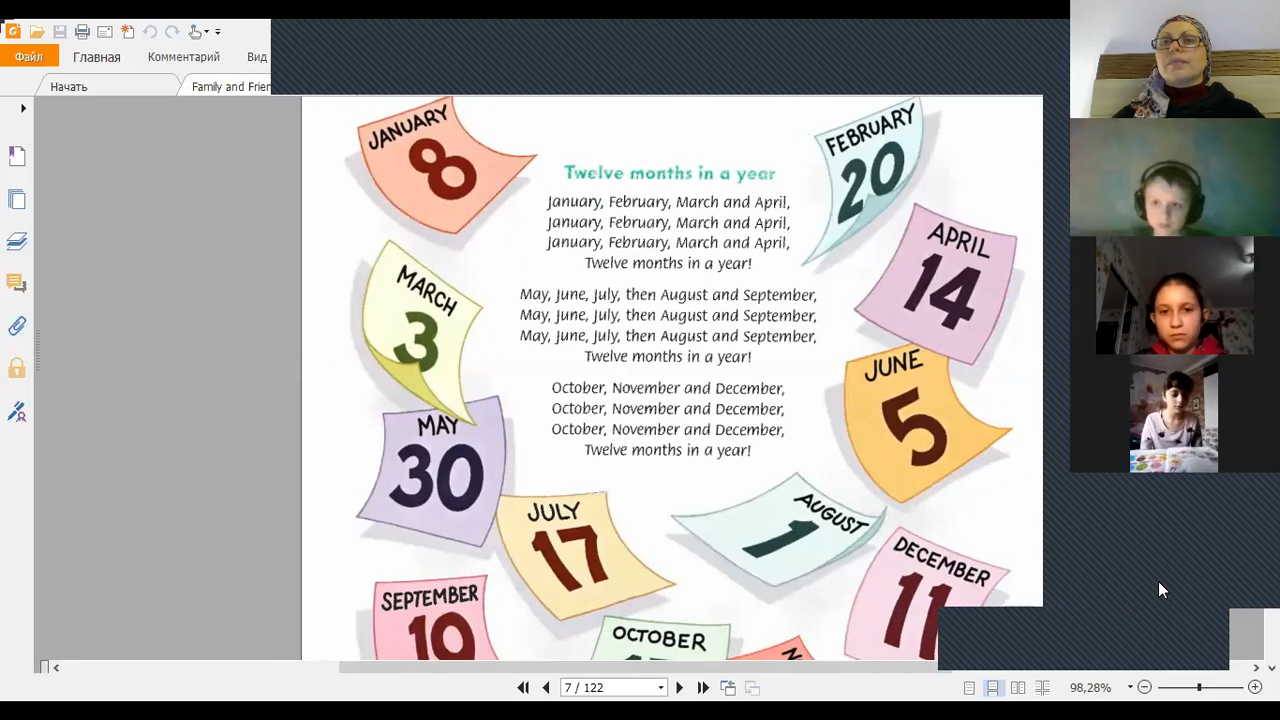 Файл
Главная
Комментарий
Вид
Начать
Family and Frien
JANUARY
8
FEBRUARY
20
Twelve months in a year
January, February, March and April,
January, February, March and April,
January, February, March and April,
Twelve months in a year!
MARCH
3
APRIL
14
May, June, July, then August and September,
May, June, July, then August and September,
May, June, July, then August and September,
Twelve months in a year!
JUNE
5
October, November and December,
October, November and December,
October, November and December,
Twelve months in a year!
MAY
30
JULY
17
AUGUST
1
DECEMBER
11
SEPTEMBER
OCTOBER
7 / 122
98,28%